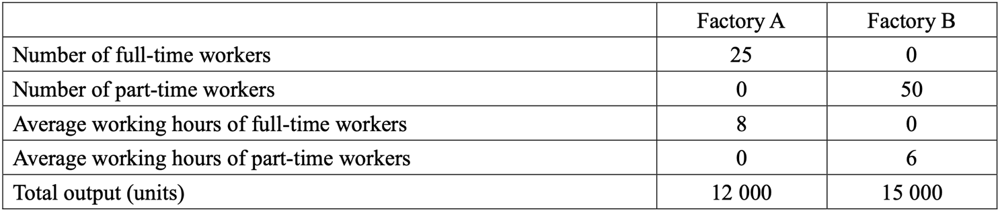 Factory A Factory B
Number of full-time workers 25 0
Number of part-time workers 0 50
Average working hours of full-time workers 8 0
Average working hours of part-time workers 0 6
Total output (units) 12 000 15 000